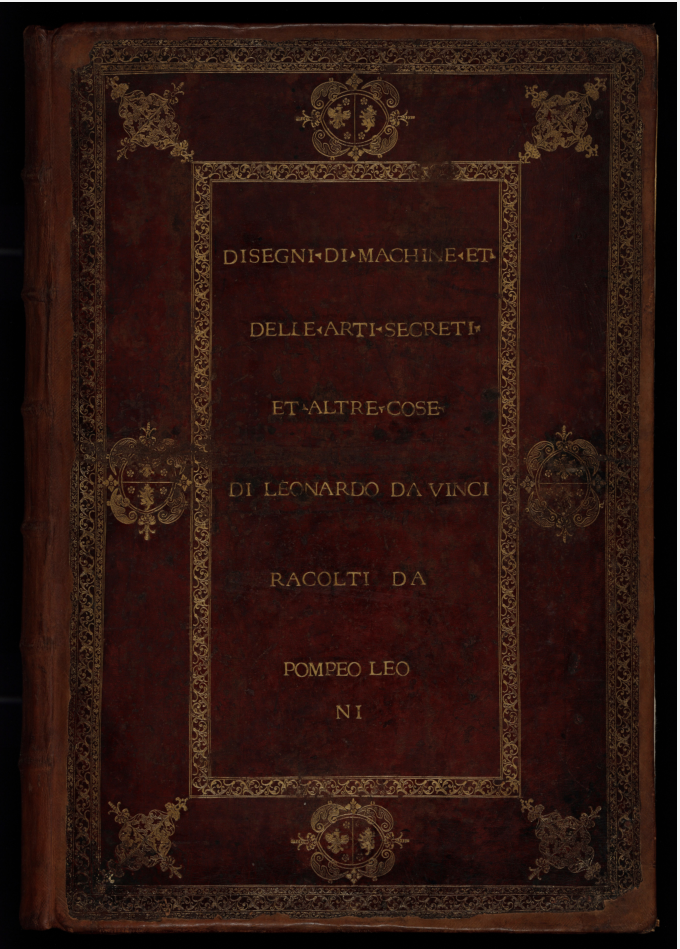 DISEGNI·DI·MACHINE·ET·
DELLE·ARTI·SECRETI·
ET·ALTRE·COSE·
DI LEONARDO DA VINCI
RACOLTI DA
POMPEO LEO
NI